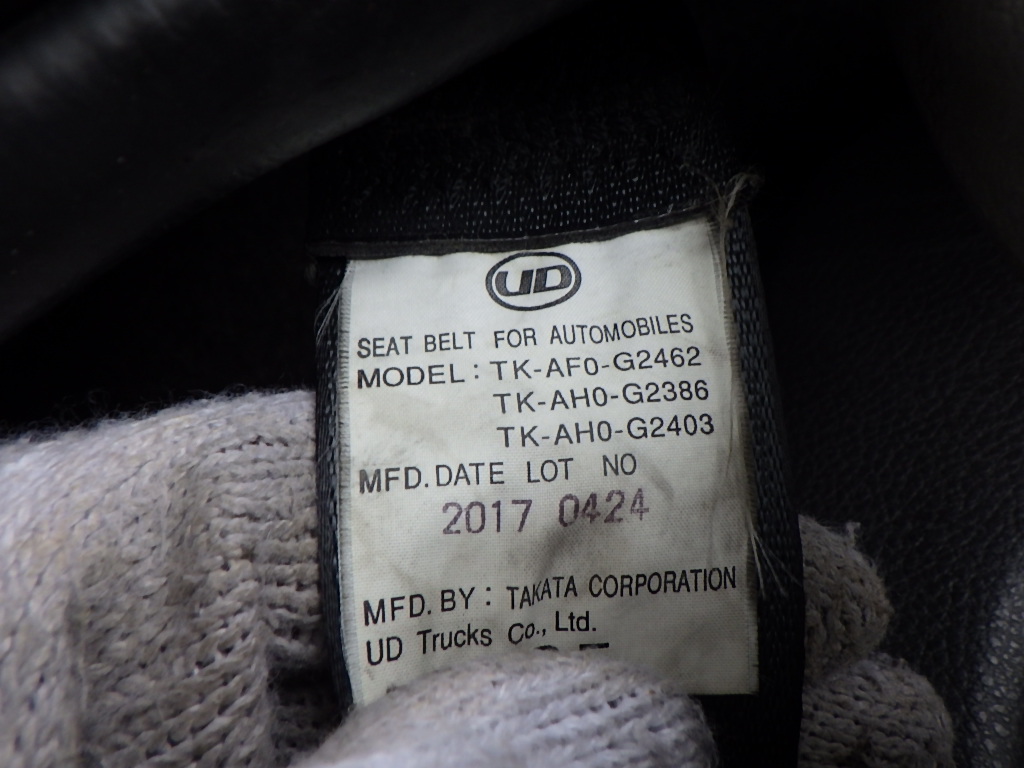 UD
SEAT BELT FOR AUTOMOBILES
MODEL: TK-AF0-G2462
TK-AH0-G2386
TK-AH0-G2403
MFD. DATE LOT NO
2017 0424
MFD. BY: TAKATA CORPORATION
UD Trucks Co., Ltd.